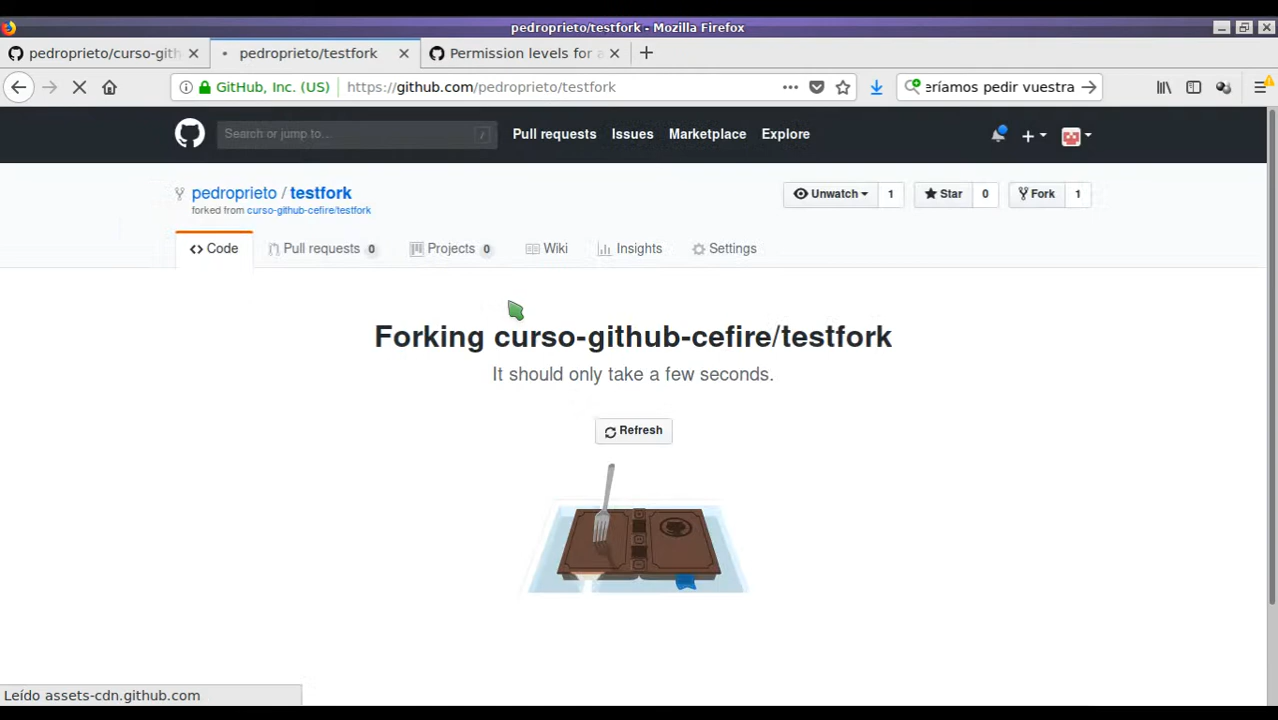 pedroprieto/testfork - Mozilla Firefox
pedroprieto/curso-gith
pedroprieto/testfork
Permission levels for a
GitHub, Inc. (US)
https://github.com/pedroprieto/testfork
eríamos pedir vuestra
Search or jump to...
/
Pull requests
Issues
Marketplace
Explore
pedroprieto / testfork
Unwatch
1
Star
0
Fork
1
forked from curso-github-cefire/testfork
Code
Pull requests 0
Projects 0
Wiki
Insights
Settings
Forking curso-github-cefire/testfork
It should only take a few seconds.
Refresh
Leído assets-cdn.github.com